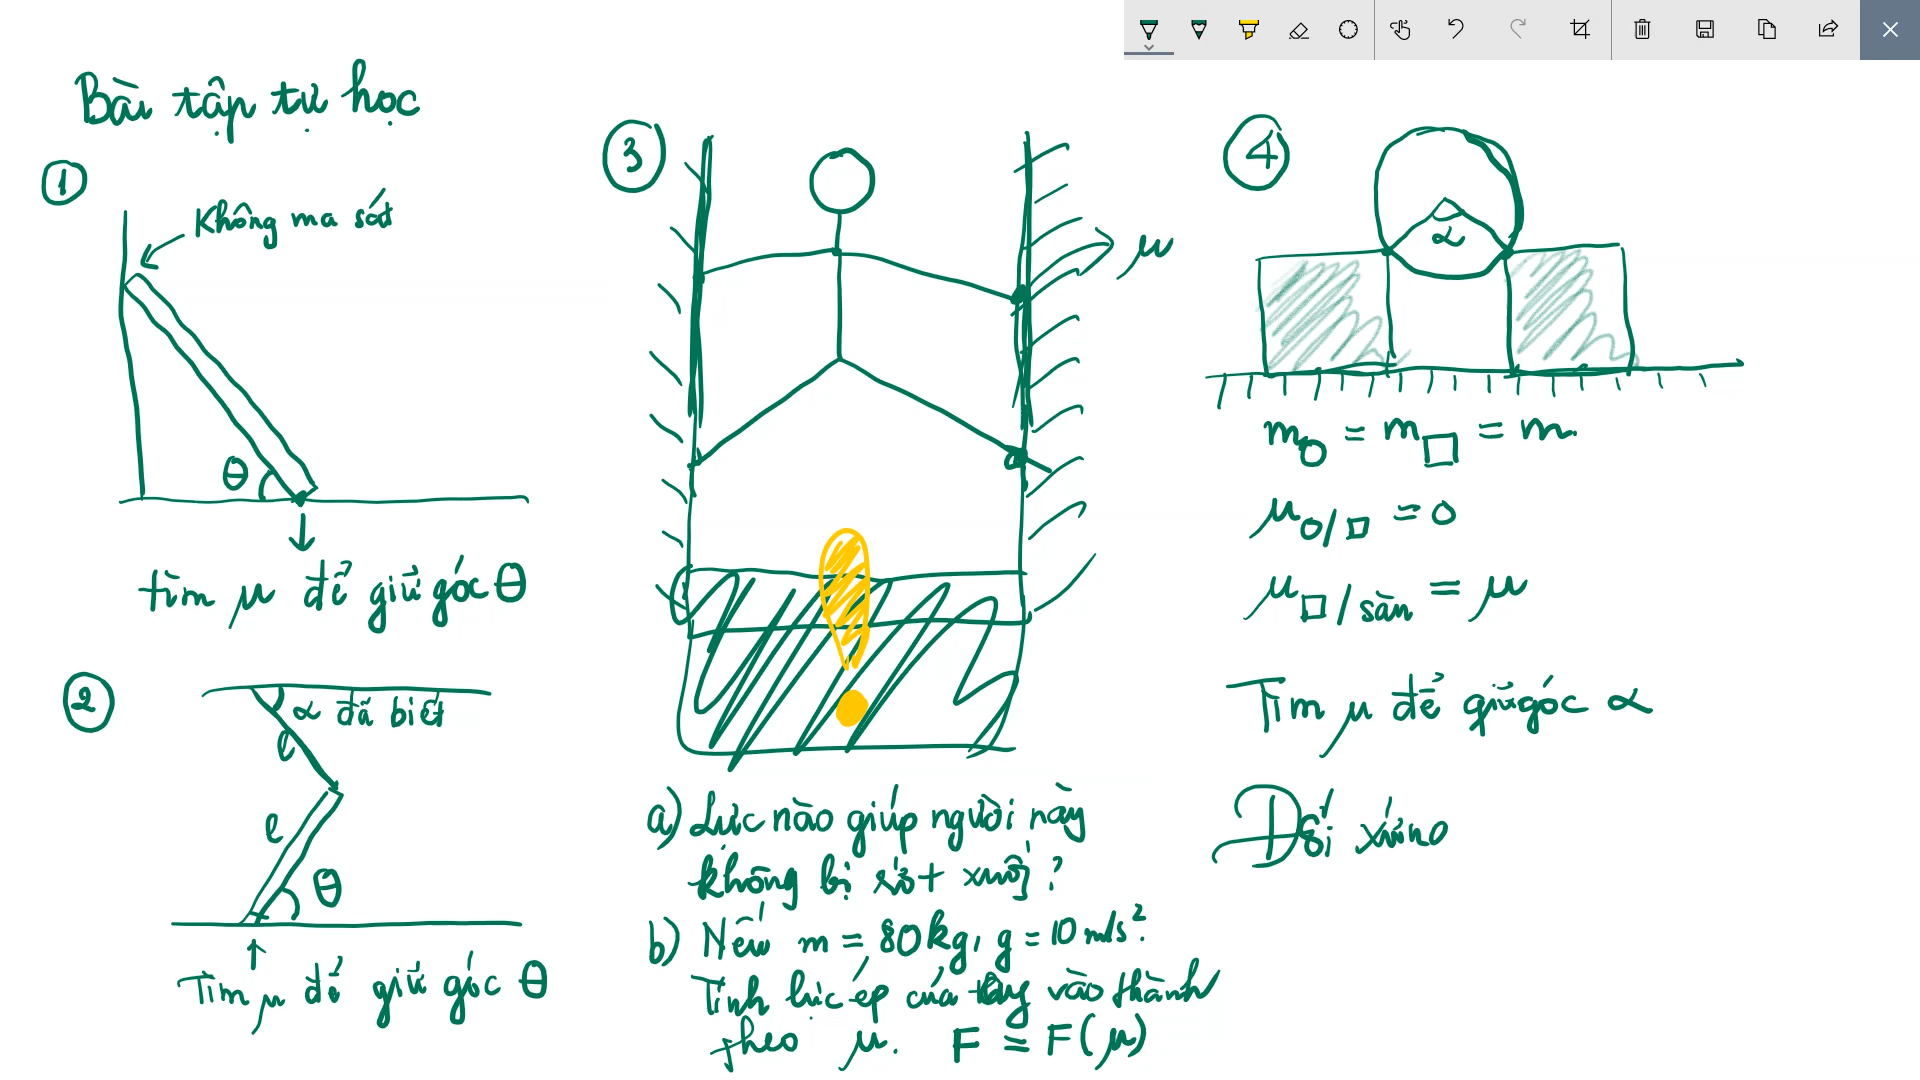 Bài tập tự học
1
Không ma sát
θ
tìm μ để giữ góc θ
2
α đã biết
l
l
θ
Tìm μ để giữ góc θ
3
μ
a) Lực nào giúp người này
không bị rớt xuống?
b) Nếu m = 80kg, g = 10 m/s².
Tính lực ép của tay vào thành
theo μ. F = F(μ)
4
α
m○ = m□ = m.
μ○/□ = 0
μ□/sàn = μ
Tìm μ để giữ góc α
Đối xứng